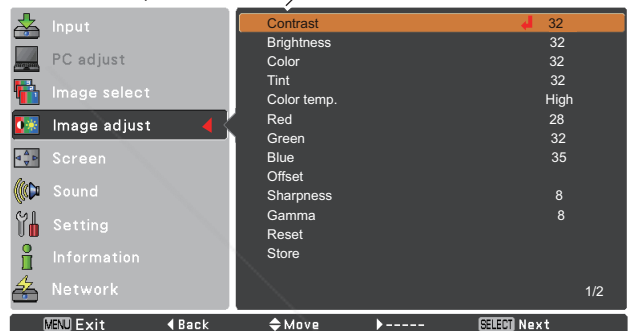 Input
PC adjust
Image select
Image adjust
Screen
Sound
Setting
Information
Network
Contrast 32
Brightness 32
Color 32
Tint 32
Color temp. High
Red 28
Green 32
Blue 35
Offset
Sharpness 8
Gamma 8
Reset
Store
1/2
MENU Exit Back Move ----- SELECT Next